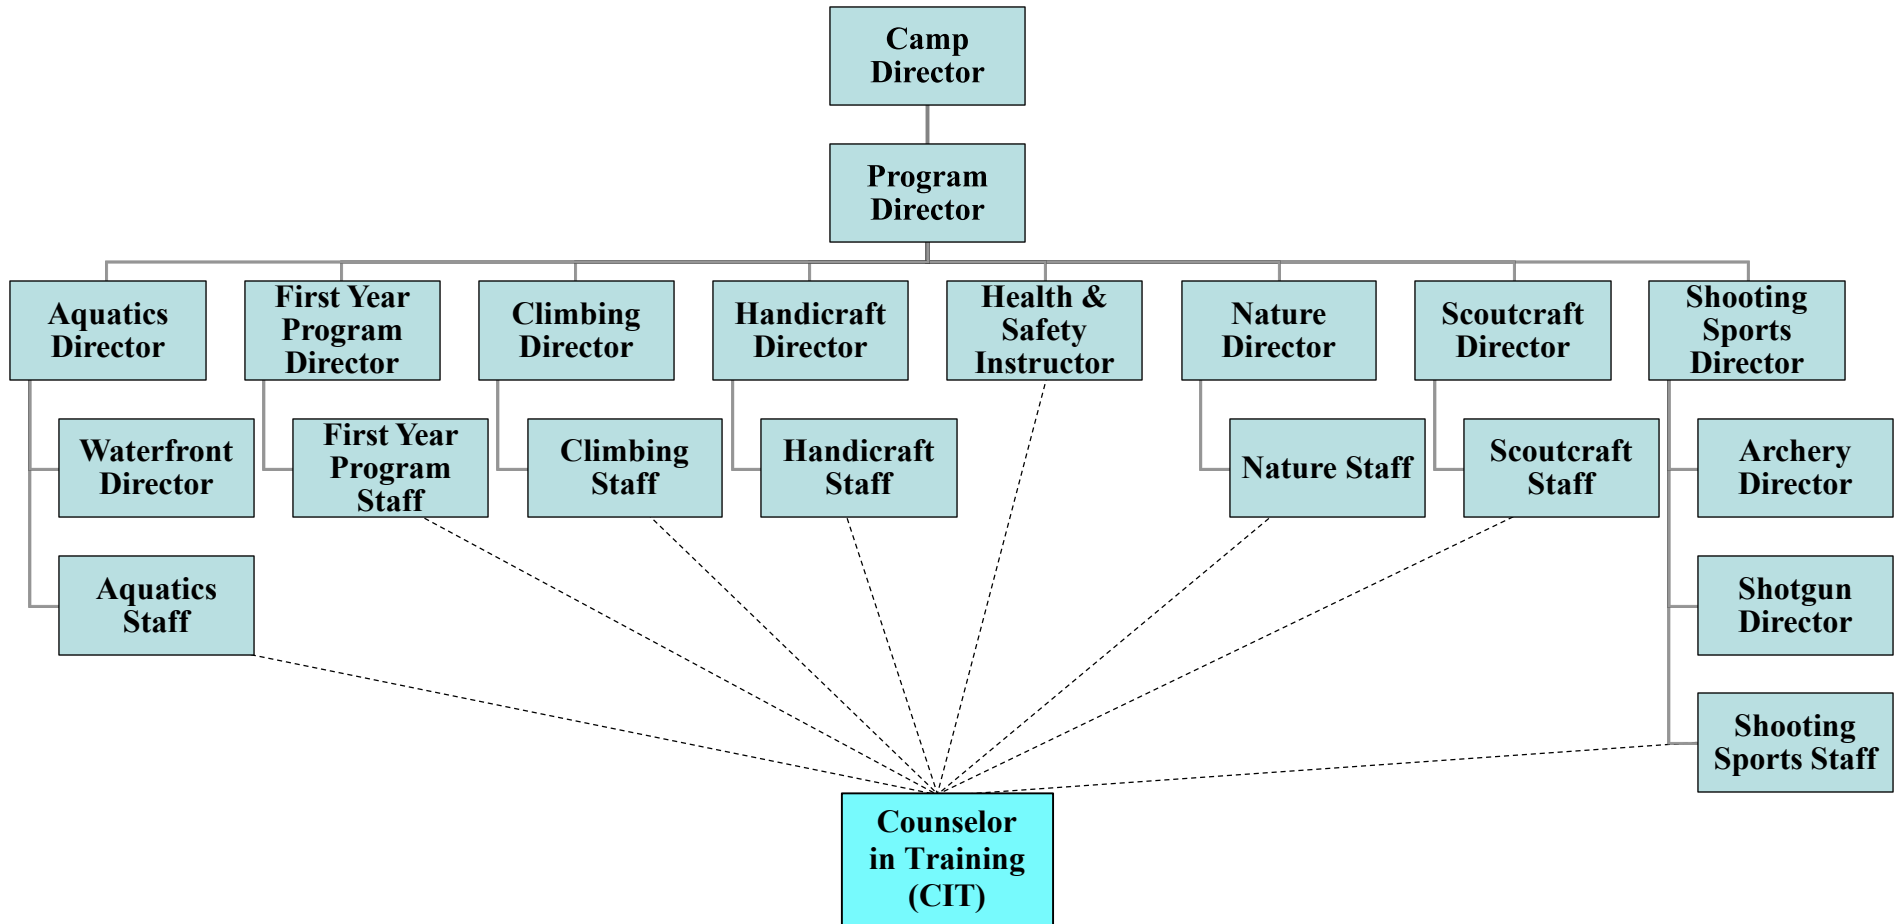 Camp
Director
Program
Director
Aquatics
Director
First Year
Program
Director
Climbing
Director
Handicraft
Director
Health &
Safety
Instructor
Nature
Director
Scoutcraft
Director
Shooting
Sports
Director
Waterfront
Director
First Year
Program
Staff
Climbing
Staff
Handicraft
Staff
Nature Staff
Scoutcraft
Staff
Archery
Director
Aquatics
Staff
Shotgun
Director
Shooting
Sports Staff
Counselor
in Training
(CIT)